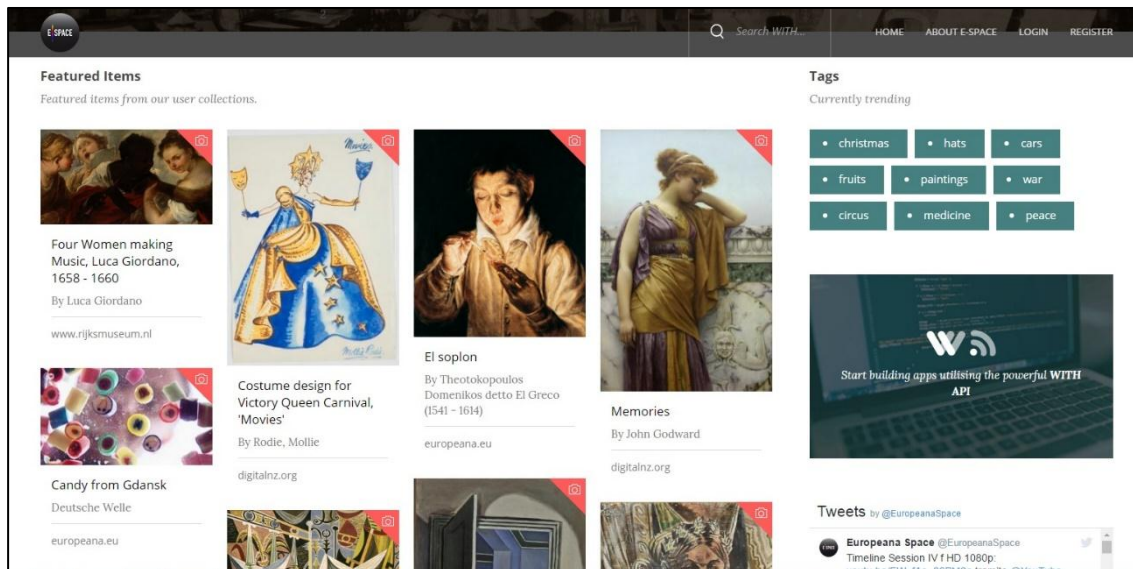 E SPACE
Search WITH...
HOME
ABOUT E-SPACE
LOGIN
REGISTER
Featured Items
Featured items from our user collections.
Four Women making
Music, Luca Giordano,
1658 - 1660
By Luca Giordano
www.rijksmuseum.nl
Candy from Gdansk
Deutsche Welle
europeana.eu
Movies
Mollie Rodie
Costume design for
Victory Queen Carnival,
'Movies'
By Rodie, Mollie
digitalnz.org
El soplon
By Theotokopoulos
Domenikos detto El Greco
(1541 - 1614)
europeana.eu
Memories
By John Godward
digitalnz.org
Tags
Currently trending
christmas
hats
cars
fruits
paintings
war
circus
medicine
peace
Start building apps utilising the powerful WITH
API
Tweets by @EuropeanaSpace
Europeana Space @EuropeanaSpace
Timeline Session IV f HD 1080p: